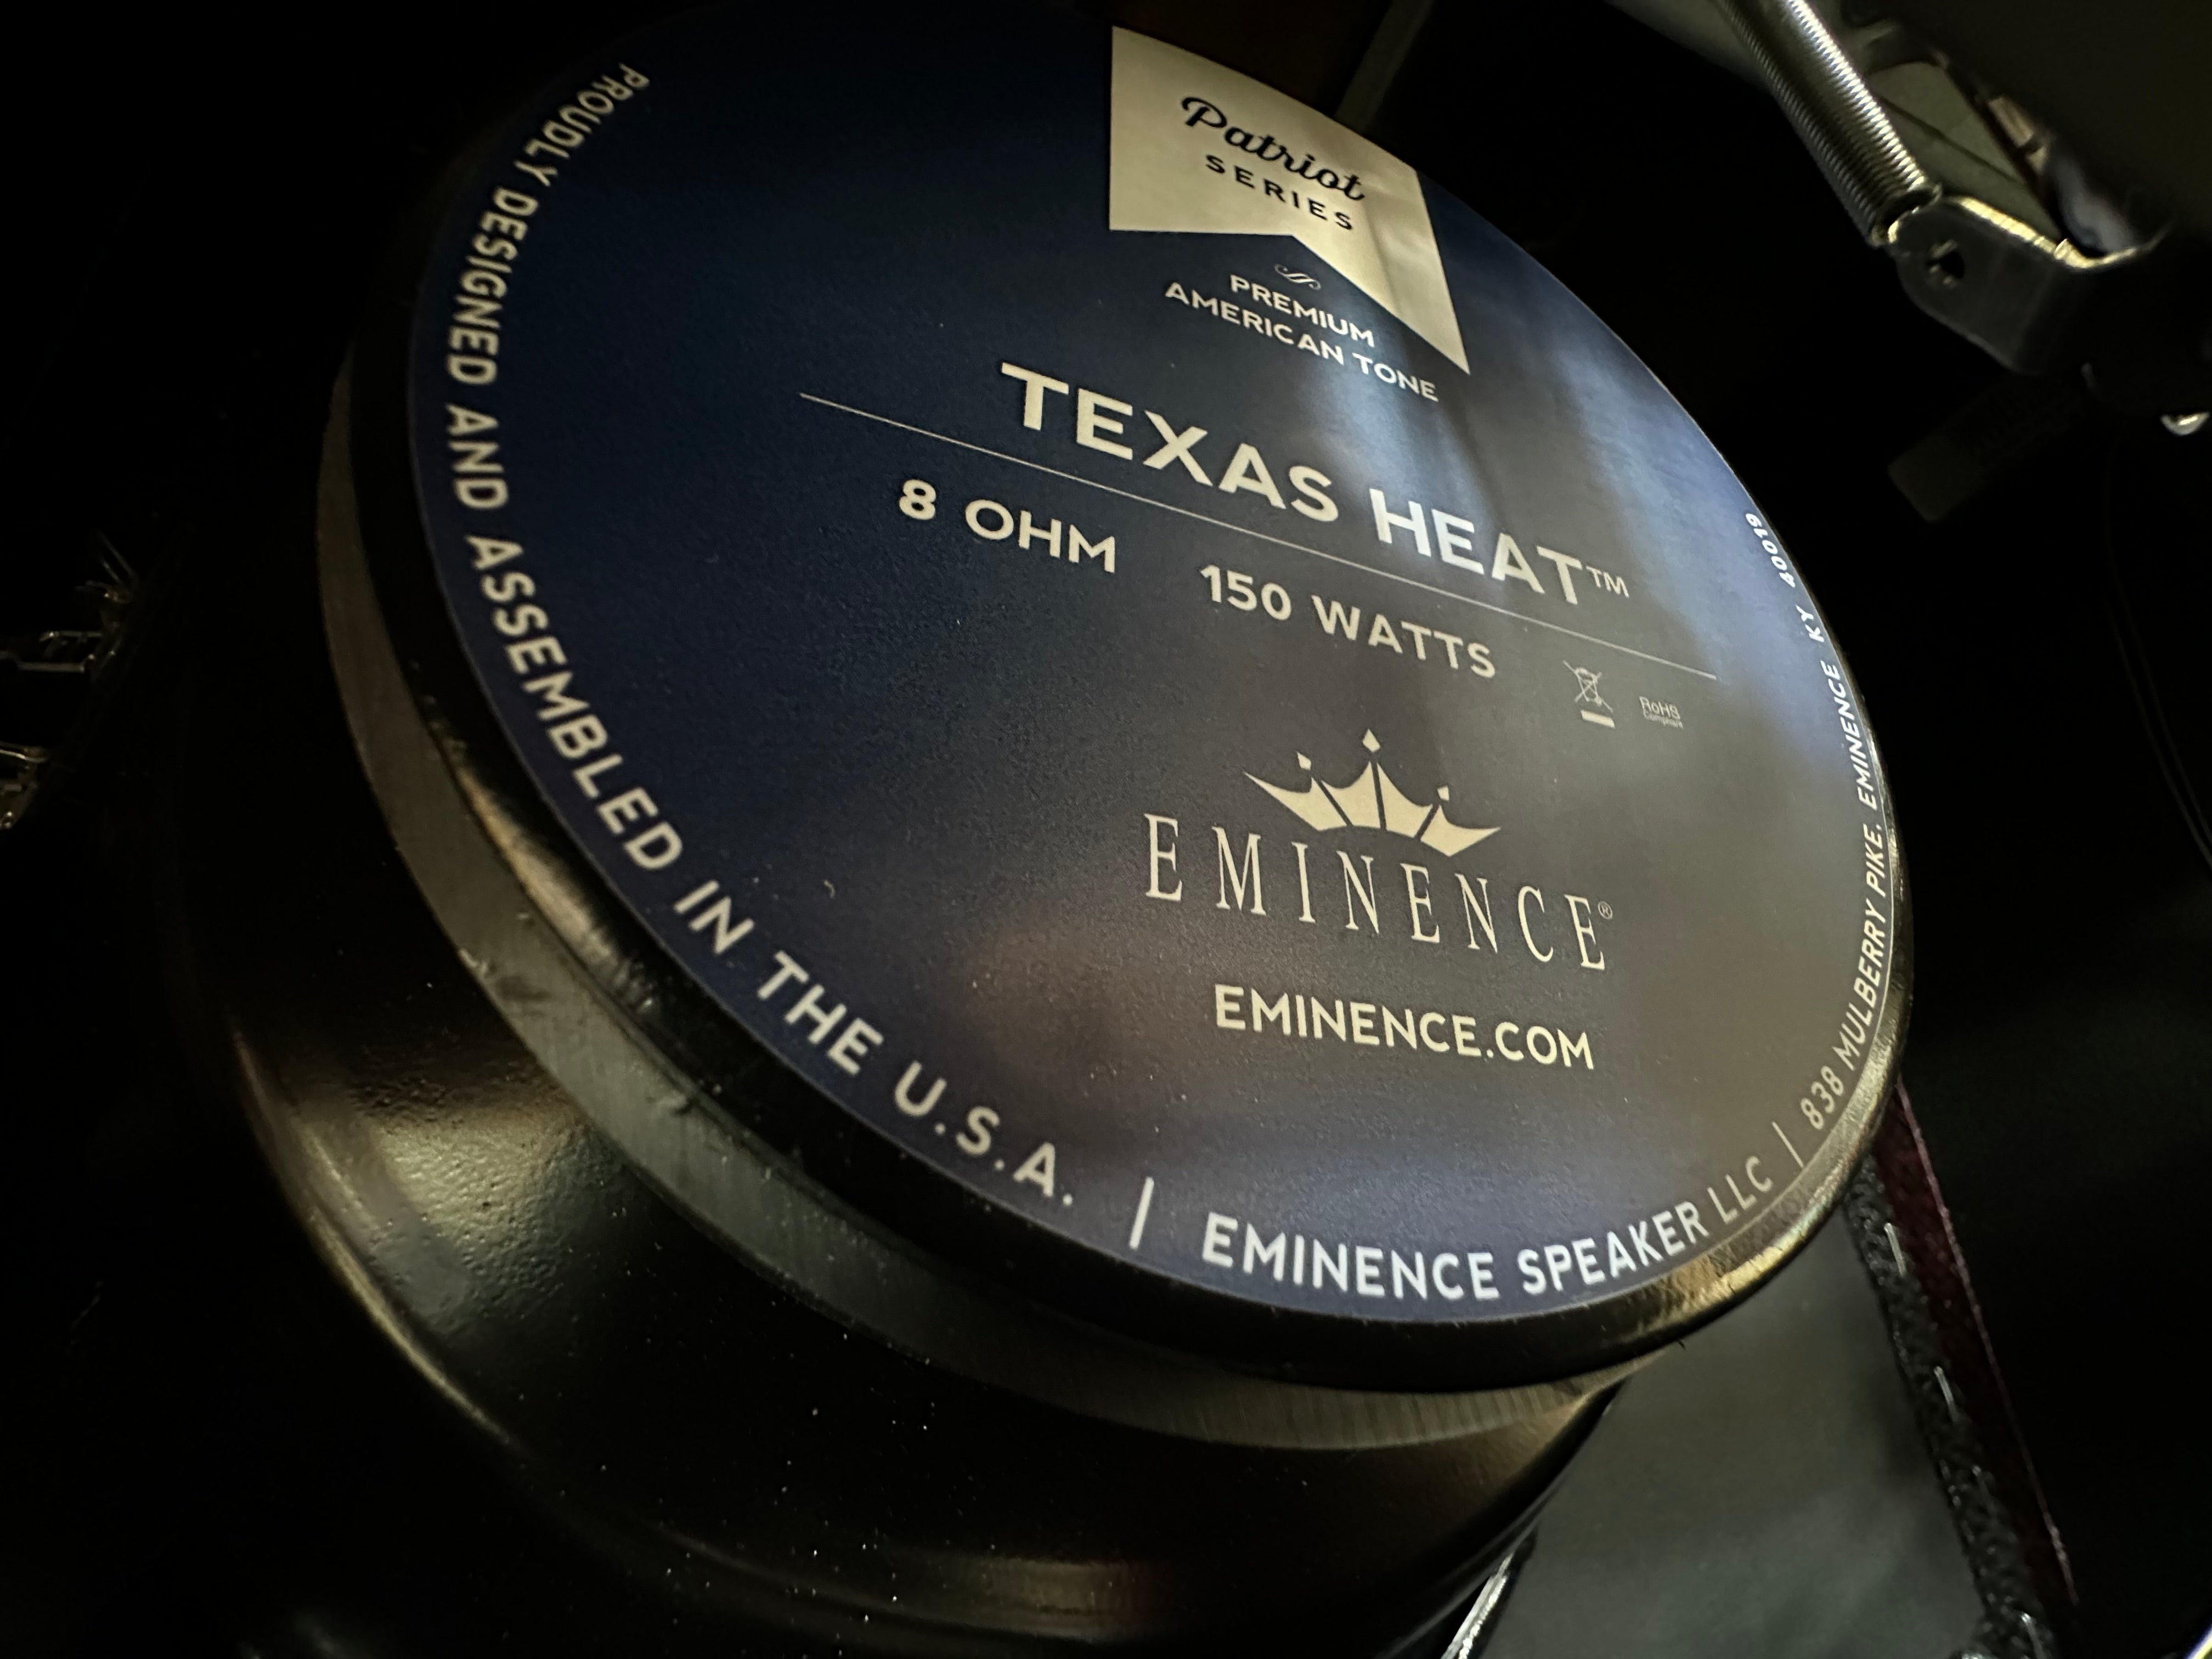 Patriot
SERIES
PREMIUM
AMERICAN TONE
TEXAS HEAT™
8 OHM 150 WATTS
RoHS
Compliant
EMINENCE®
EMINENCE.COM
PROUDLY DESIGNED AND ASSEMBLED IN THE U.S.A. | EMINENCE SPEAKER LLC | 838 MULBERRY PIKE, EMINENCE KY 40019